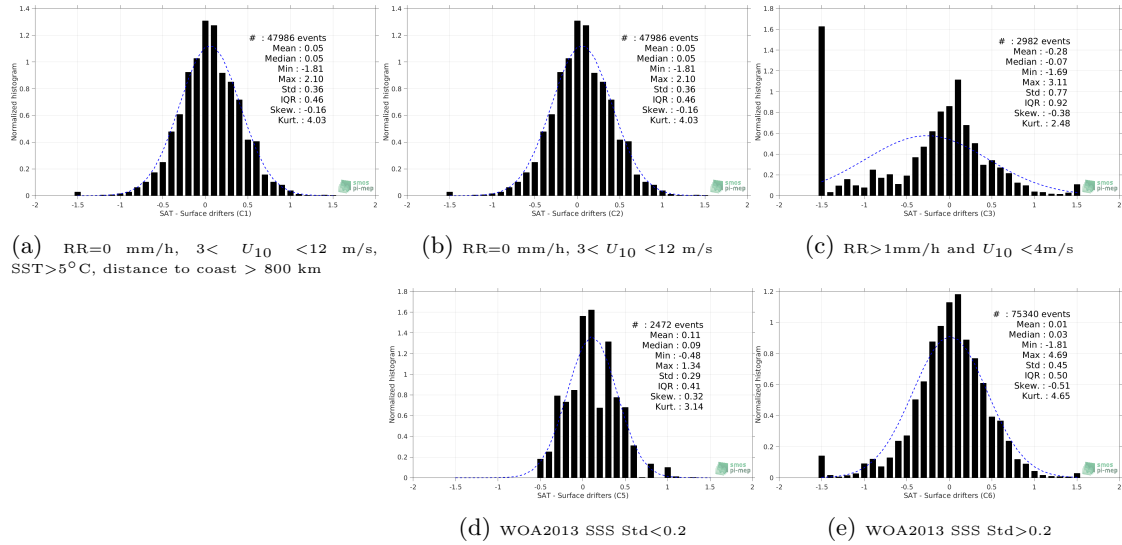 Normalized histogram
1.4
1.2
1
0.8
0.6
0.4
0.2
0
-2
-1.5
-1
-0.5
0
0.5
1
1.5
2
# : 47986 events
Mean : 0.05
Median : 0.05
Min : -1.81
Max : 2.10
Std : 0.36
IQR : 0.46
Skew. : -0.16
Kurt. : 4.03
smos
pi-mep
SAT - Surface drifters (C1)
(a) RR=0 mm/h, 3< U10 <12 m/s,
SST>5°C, distance to coast > 800 km
Normalized histogram
1.4
1.2
1
0.8
0.6
0.4
0.2
0
-2
-1.5
-1
-0.5
0
0.5
1
1.5
2
# : 47986 events
Mean : 0.05
Median : 0.05
Min : -1.81
Max : 2.10
Std : 0.36
IQR : 0.46
Skew. : -0.16
Kurt. : 4.03
smos
pi-mep
SAT - Surface drifters (C2)
(b) RR=0 mm/h, 3< U10 <12 m/s
Normalized histogram
1.8
1.6
1.4
1.2
1
0.8
0.6
0.4
0.2
0
-2
-1.5
-1
-0.5
0
0.5
1
1.5
2
# : 2982 events
Mean : -0.28
Median : -0.07
Min : -1.69
Max : 3.11
Std : 0.77
IQR : 0.92
Skew. : -0.38
Kurt. : 2.48
smos
pi-mep
SAT - Surface drifters (C3)
(c) RR>1mm/h and U10 <4m/s
Normalized histogram
1.8
1.6
1.4
1.2
1
0.8
0.6
0.4
0.2
0
-2
-1.5
-1
-0.5
0
0.5
1
1.5
2
# : 2472 events
Mean : 0.11
Median : 0.09
Min : -0.48
Max : 1.34
Std : 0.29
IQR : 0.41
Skew. : 0.32
Kurt. : 3.14
smos
pi-mep
SAT - Surface drifters (C5)
(d) WOA2013 SSS Std<0.2
Normalized histogram
1.2
1
0.8
0.6
0.4
0.2
0
-2
-1.5
-1
-0.5
0
0.5
1
1.5
2
# : 75340 events
Mean : 0.01
Median : 0.03
Min : -1.81
Max : 4.69
Std : 0.45
IQR : 0.50
Skew. : -0.51
Kurt. : 4.65
smos
pi-mep
SAT - Surface drifters (C6)
(e) WOA2013 SSS Std>0.2